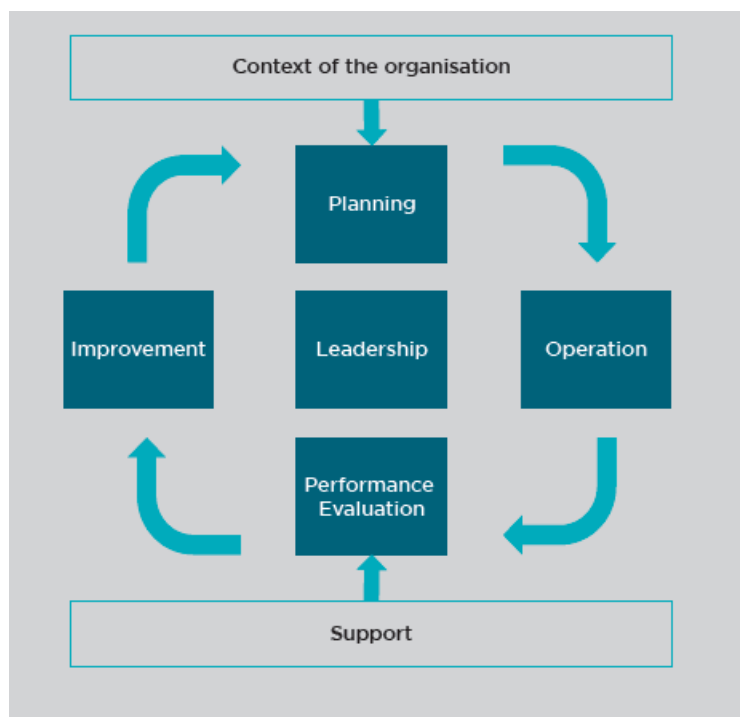 Context of the organisation
Planning
Improvement
Leadership
Operation
Performance
Evaluation
Support